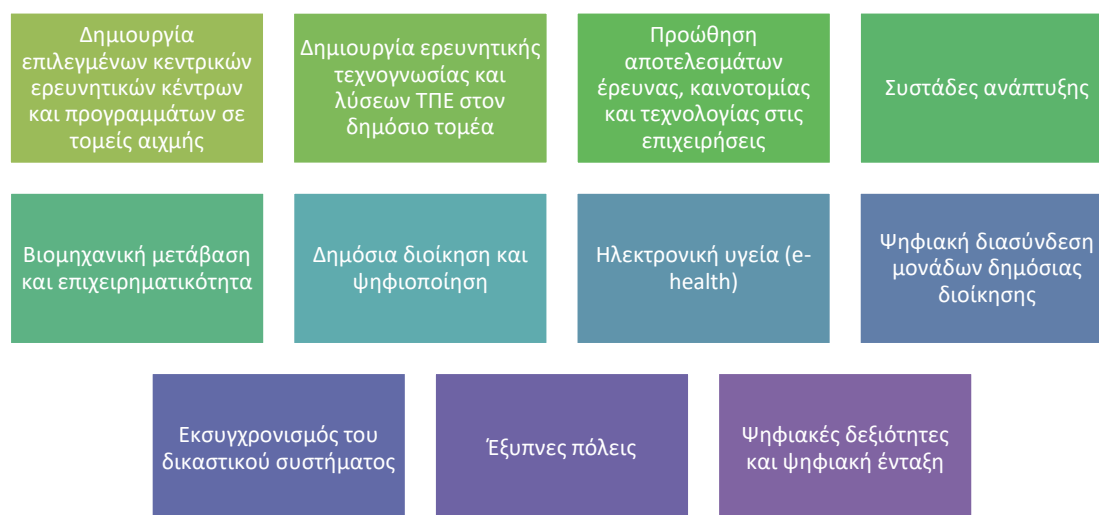 Δημιουργία
επιλεγμένων κεντρικών
ερευνητικών κέντρων
και προγραμμάτων σε
τομείς αιχμής
Δημιουργία ερευνητικής
τεχνογνωσίας και
λύσεων ΤΠΕ στον
δημόσιο τομέα
Προώθηση
αποτελεσμάτων
έρευνας, καινοτομίας
και τεχνολογίας στις
επιχειρήσεις
Συστάδες ανάπτυξης
Βιομηχανική μετάβαση
και επιχειρηματικότητα
Δημόσια διοίκηση και
ψηφιοποίηση
Ηλεκτρονική υγεία (e-
health)
Ψηφιακή διασύνδεση
μονάδων δημόσιας
διοίκησης
Εκσυγχρονισμός του
δικαστικού συστήματος
Έξυπνες πόλεις
Ψηφιακές δεξιότητες
και ψηφιακή ένταξη